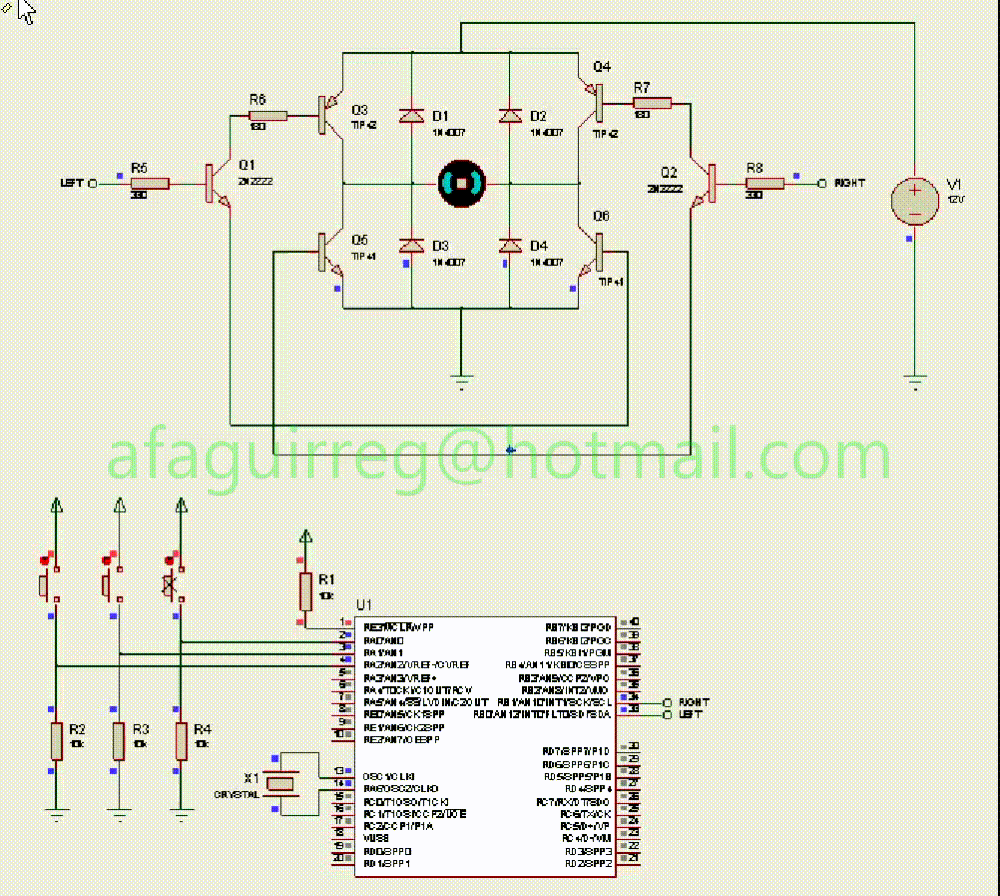 Q4
R6
Q3
TIP42
180
D1
1N4007
D2
1N4007
R7
180
TIP42
LEFT
R5
330
Q1
2N2222
Q2
2N2222
R8
330
RIGHT
V1
12V
Q5
TIP41
D3
1N4007
D4
1N4007
Q6
TIP41
afaguirreg@hotmail.com
R1
10k
U1
1
RE3/MCLR/VPP
RB7/KBI3/PGD
40
2
RA0/AN0
RB6/KBI2/PGC
39
3
RA1/AN1
RB5/KBI1/PGM
38
4
RA2/AN2/VREF-/CVREF
RB4/AN11/KBI0/CSSPP
37
5
RA3/AN3/VREF+
RB3/AN9/CCP2/VPO
36
6
RA4/T0CKI/C1OUT/RCV
RB2/AN8/INT2/VMO
35
7
RA5/AN4/SS/LVDIN/C2OUT
RB1/AN10/INT1/SCK/SCL
34
RIGHT
8
RE0/AN5/CK1SPP
RB0/AN12/INT0/FLT0/SDI/SDA
33
LEFT
9
RE1/AN6/CK2SPP
10
RE2/AN7/OESPP
RD7/SPP7/P1D
30
RD6/SPP6/P1C
29
13
OSC1/CLKI
RD5/SPP5/P1B
28
14
RA6/OSC2/CLKO
RD4/SPP4
27
15
RC0/T1OSO/T1CKI
RC7/RX/DT/SDO
26
16
RC1/T1OSI/CCP2/UOE
RC6/TX/CK
25
17
RC2/CCP1/P1A
RC5/D+/VP
24
18
VUSB
RC4/D-/VM
23
19
RD0/SPP0
RD3/SPP3
22
20
RD1/SPP1
RD2/SPP2
21
R2
10k
R3
10k
R4
10k
X1
CRYSTAL